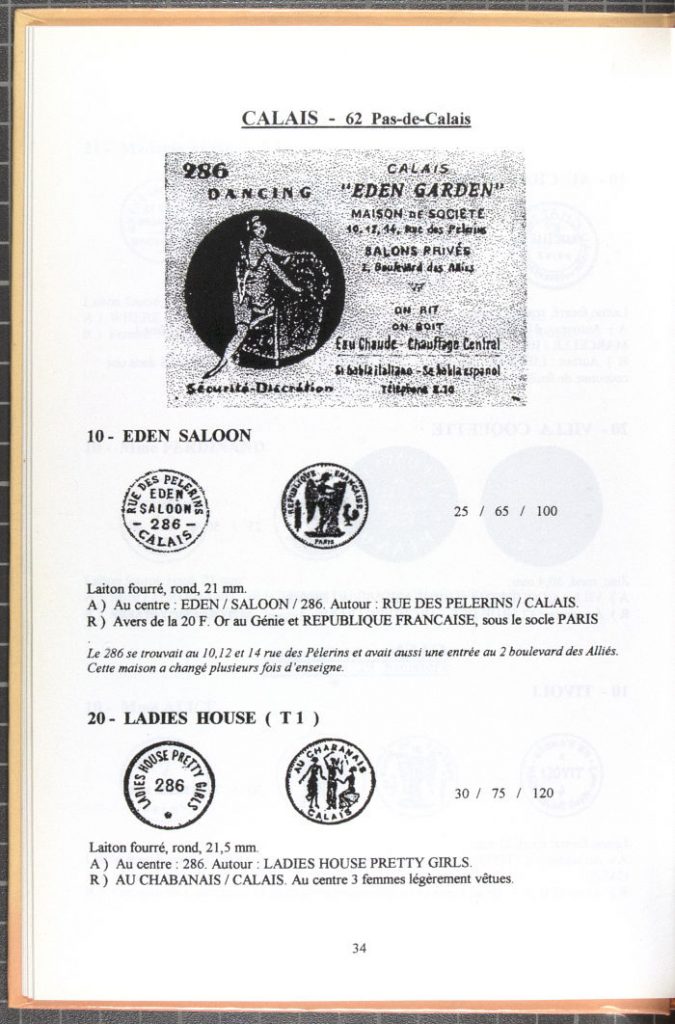 CALAIS - 62 Pas-de-Calais
286
DANCING
CALAIS
"EDEN GARDEN"
MAISON DE SOCIÉTÉ
10, 12, 14, Rue des Pelerins
SALONS PRIVÉS
2, Boulevard des Alliés
ON RIT
ON BOIT
Eau Chaude - Chauffage Central
Si habla italiano - Se habla espanol
Sécurité-Discrétion
Téléphone
10 - EDEN SALOON
RUE DES PELERINS
EDEN
SALOON
- 286 -
CALAIS
REPUBLIQUE FRANÇAISE
PARIS
25 / 65 / 100
Laiton fourré, rond, 21 mm.
A ) Au centre : EDEN / SALOON / 286. Autour : RUE DES PELERINS / CALAIS.
R ) Avers de la 20 F. Or au Génie et REPUBLIQUE FRANCAISE, sous le socle PARIS
Le 286 se trouvait au 10,12 et 14 rue des Pélerins et avait aussi une entrée au 2 boulevard des Alliés.
Cette maison a changé plusieurs fois d'enseigne.
20 - LADIES HOUSE ( T 1 )
LADIES HOUSE PRETTY GIRLS
286
AU CHABANAIS
CALAIS
30 / 75 / 120
Laiton fourré, rond, 21,5 mm.
A ) Au centre : 286. Autour : LADIES HOUSE PRETTY GIRLS.
R ) AU CHABANAIS / CALAIS. Au centre 3 femmes légèrement vêtues.
34